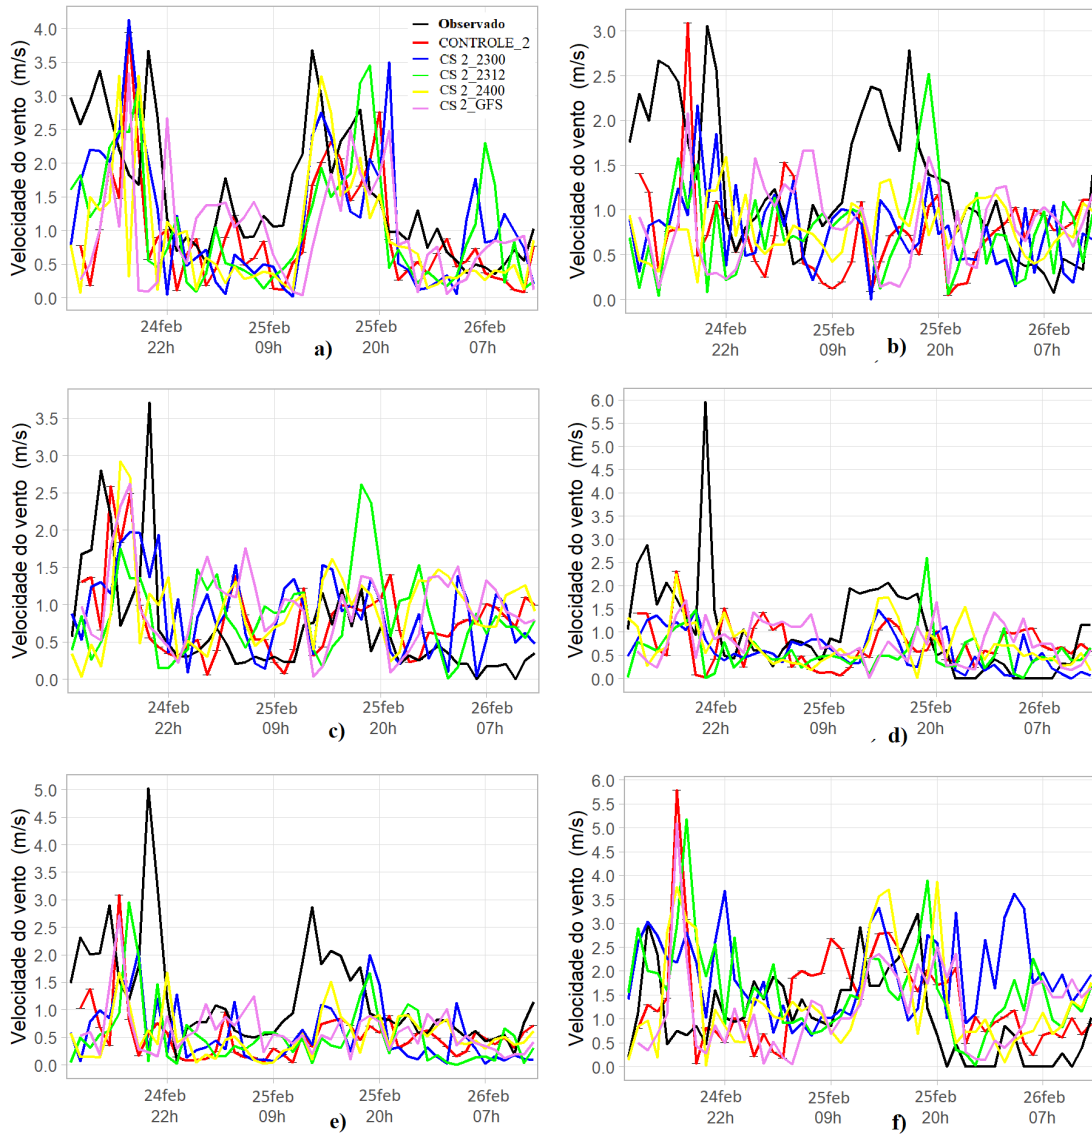 Velocidade do vento (m/s)
4.0
3.5
3.0
2.5
2.0
1.5
1.0
0.5
0.0
Observado
CONTROLE_2
CS 2_2300
CS 2_2312
CS 2_2400
CS 2_GFS
24feb 25feb 25feb 26feb
22h 09h 20h 07h
a)
Velocidade do vento (m/s)
3.0
2.5
2.0
1.5
1.0
0.5
0.0
24feb 25feb 25feb 26feb
22h 09h 20h 07h
b)
Velocidade do vento (m/s)
3.5
3.0
2.5
2.0
1.5
1.0
0.5
0.0
24feb 25feb 25feb 26feb
22h 09h 20h 07h
c)
Velocidade do vento (m/s)
6.0
5.5
5.0
4.5
4.0
3.5
3.0
2.5
2.0
1.5
1.0
0.5
0.0
24feb 25feb 25feb 26feb
22h 09h 20h 07h
d)
Velocidade do vento (m/s)
5.0
4.5
4.0
3.5
3.0
2.5
2.0
1.5
1.0
0.5
0.0
24feb 25feb 25feb 26feb
22h 09h 20h 07h
e)
Velocidade do vento (m/s)
6.0
5.5
5.0
4.5
4.0
3.5
3.0
2.5
2.0
1.5
1.0
0.5
0.0
24feb 25feb 25feb 26feb
22h 09h 20h 07h
f)